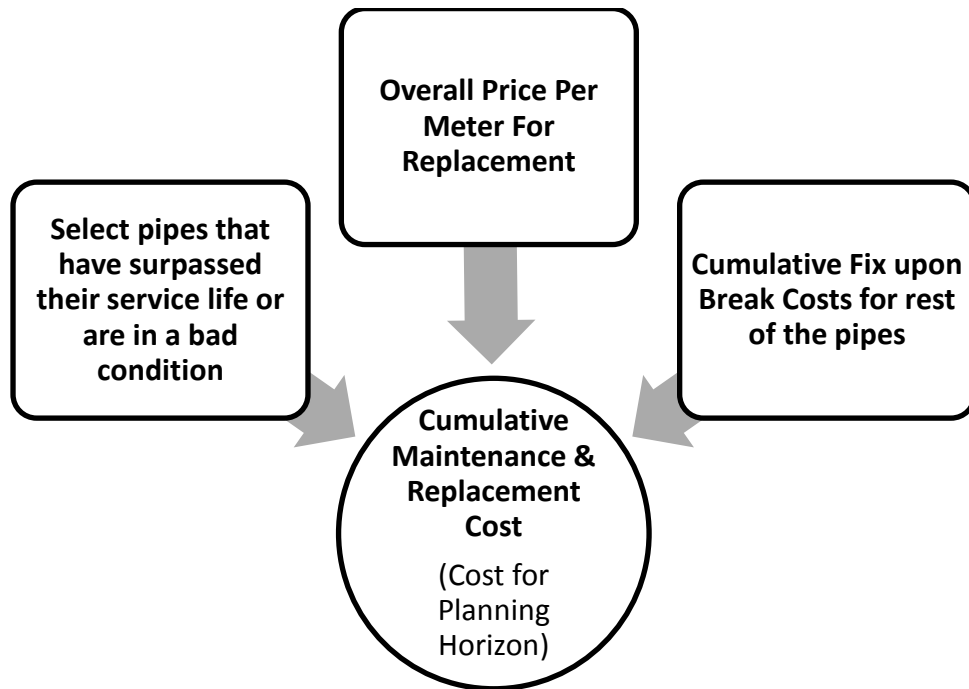 Overall Price Per
Meter For
Replacement
Select pipes that
have surpassed
their service life or
are in a bad
condition
Cumulative Fix upon
Break Costs for rest
of the pipes
Cumulative
Maintenance &
Replacement
Cost
(Cost for
Planning
Horizon)